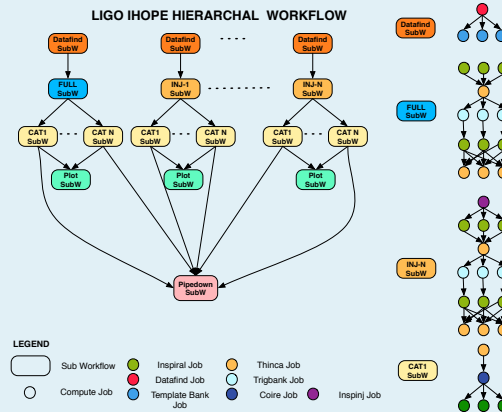 LIGO IHOPE HIERARCHAL WORKFLOW
Datafind
SubW
. . . .
Datafind
SubW
Datafind
SubW
FULL
SubW
INJ-1
SubW
INJ-N
SubW
CAT1
SubW
CAT N
SubW
CAT1
SubW
CAT N
SubW
CAT1
SubW
CAT N
SubW
Plot
SubW
Plot
SubW
Plot
SubW
Pipedown
SubW
Datafind
SubW
FULL
SubW
INJ-N
SubW
CAT1
SubW
LEGEND
Sub Workflow
Compute Job
Inspiral Job
Datafind Job
Template Bank
Job
Thinca Job
Trigbank Job
Coire Job
Inspinj Job